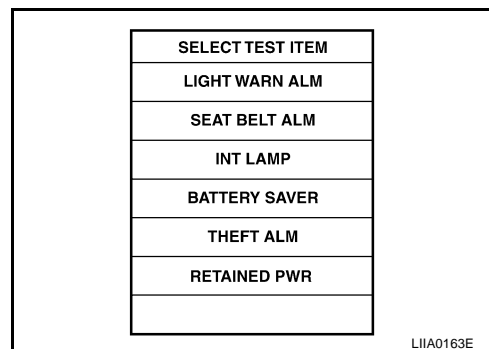 SELECT TEST ITEM
LIGHT WARN ALM
SEAT BELT ALM
INT LAMP
BATTERY SAVER
THEFT ALM
RETAINED PWR
LIIA0163E